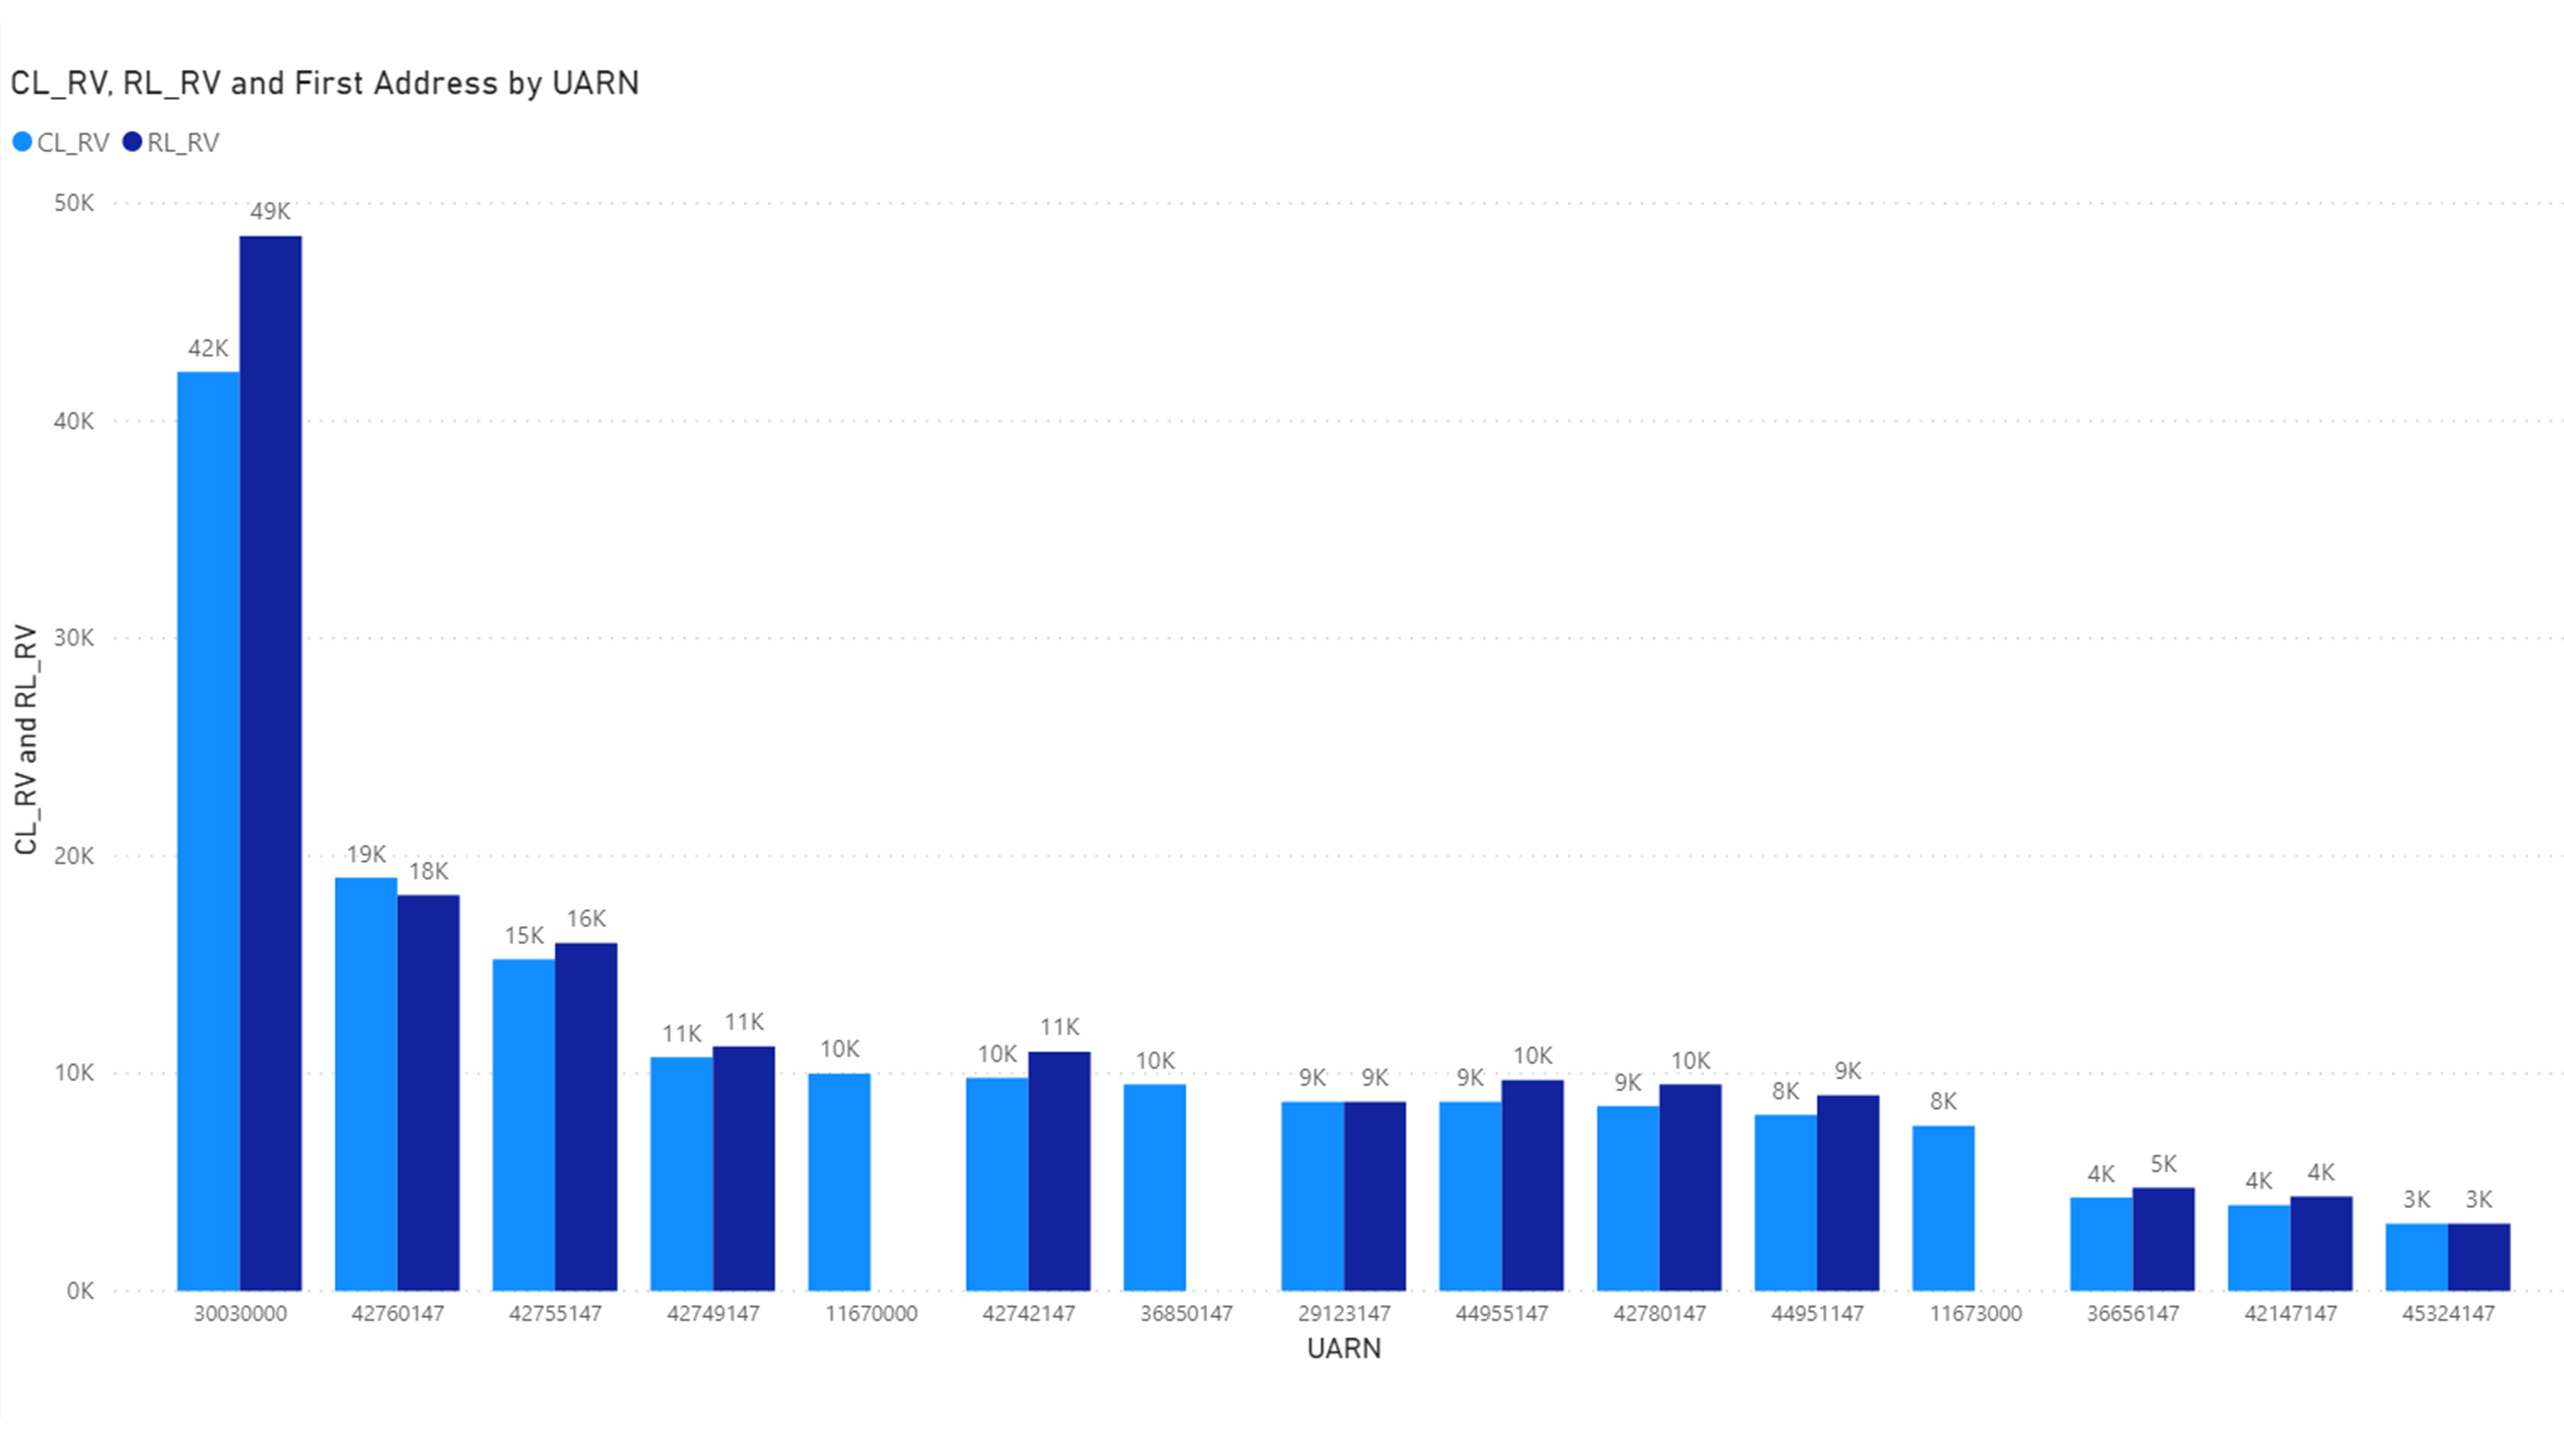 CL_RV, RL_RV and First Address by UARN
CL_RV RL_RV
50K
40K
30K
20K
10K
0K
CL_RV and RL_RV
42K 49K
19K 18K
15K 16K
11K 11K
10K
10K 11K
10K
9K 9K
9K 10K
9K 10K
8K 9K
8K
4K 5K
4K 4K
3K 3K
30030000 42760147 42755147 42749147 11670000 42742147 36850147 29123147 44955147 42780147 44951147 11673000 36656147 42147147 45324147
UARN